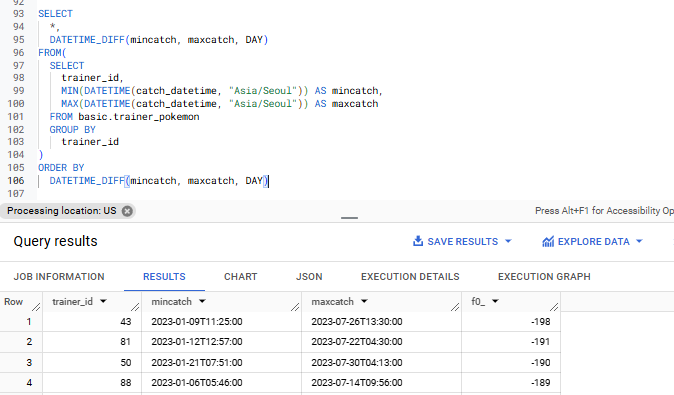 92
93 SELECT
94 *,
95 DATETIME_DIFF(mincatch, maxcatch, DAY)
96 FROM(
97 SELECT
98 trainer_id,
99 MIN(DATETIME(catch_datetime, "Asia/Seoul")) AS mincatch,
100 MAX(DATETIME(catch_datetime, "Asia/Seoul")) AS maxcatch
101 FROM basic.trainer_pokemon
102 GROUP BY
103 trainer_id
104 )
105 ORDER BY
106 DATETIME_DIFF(mincatch, maxcatch, DAY)
107
Processing location: US Press Alt+F1 for Accessibility Op
Query results SAVE RESULTS EXPLORE DATA
JOB INFORMATION RESULTS CHART JSON EXECUTION DETAILS EXECUTION GRAPH
Row trainer_id mincatch maxcatch f0_
1 43 2023-01-09T11:25:00 2023-07-26T13:30:00 -198
2 81 2023-01-12T12:57:00 2023-07-22T04:30:00 -191
3 50 2023-01-21T07:51:00 2023-07-30T04:13:00 -190
4 88 2023-01-06T05:46:00 2023-07-14T09:56:00 -189